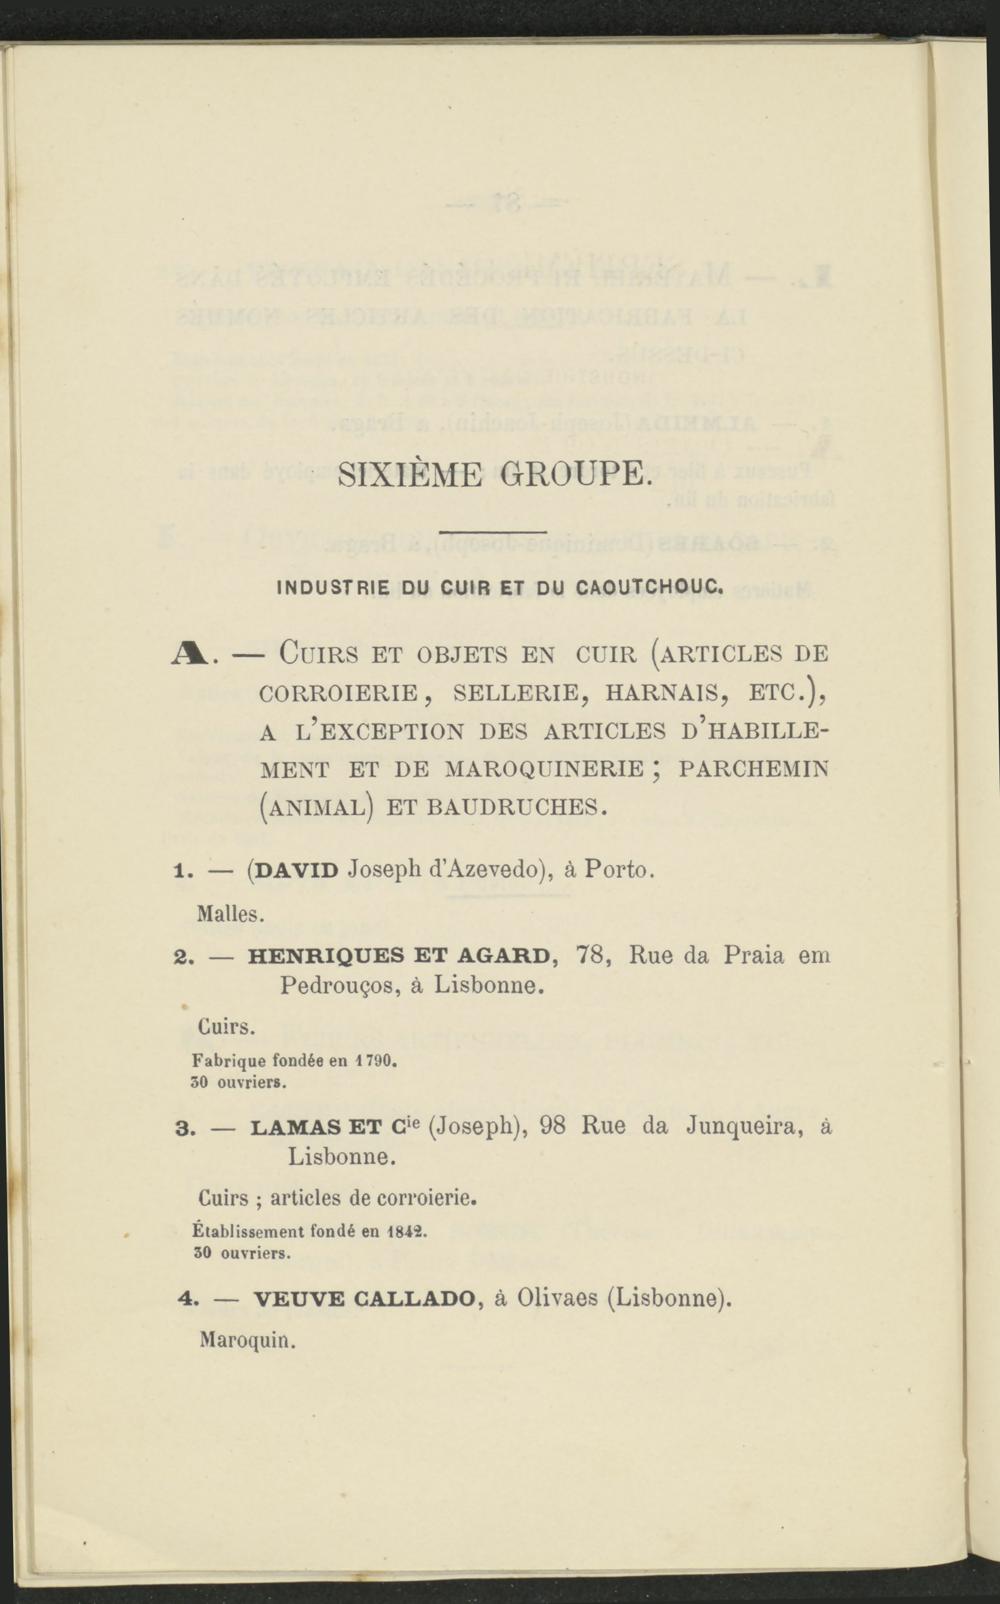 SIXIÈME GROUPE.
INDUSTRIE DU CUIR ET DU CAOUTCHOUC.
A. — CUIRS ET OBJETS EN CUIR (ARTICLES DE
CORROIERIE, SELLERIE, HARNAIS, ETC.),
A L'EXCEPTION DES ARTICLES D'HABILLE-
MENT ET DE MAROQUINERIE ; PARCHEMIN
(ANIMAL) ET BAUDRUCHES.
1. — (DAVID Joseph d'Azevedo), à Porto.
Malles.
2. — HENRIQUES ET AGARD, 78, Rue da Praia em
Pedrouços, à Lisbonne.
Cuirs.
Fabrique fondée en 1790.
30 ouvriers.
3. — LAMAS ET Cie (Joseph), 98 Rue da Junqueira, à
Lisbonne.
Cuirs ; articles de corroierie.
Établissement fondé en 1842.
30 ouvriers.
4. — VEUVE CALLADO, à Olivaes (Lisbonne).
Maroquin.